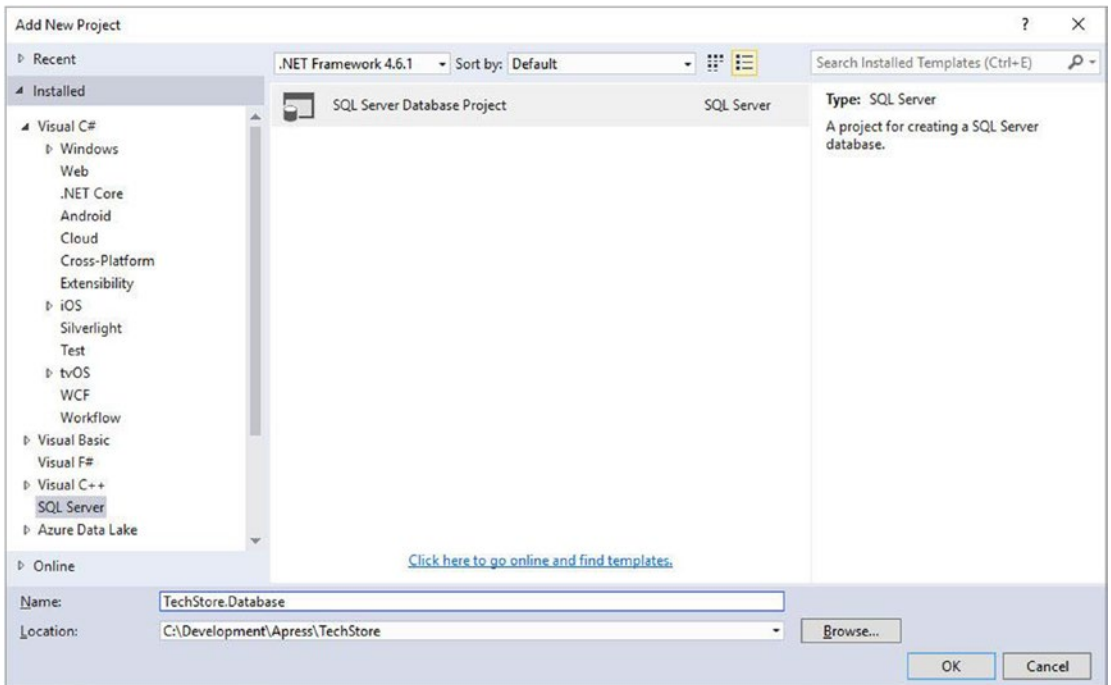 Add New Project
? ×
Recent
.NET Framework 4.6.1 Sort by: Default
Search Installed Templates (Ctrl+E)
Installed
Visual C#
Windows
Web
.NET Core
Android
Cloud
Cross-Platform
Extensibility
iOS
Silverlight
Test
tvOS
WCF
Workflow
Visual Basic
Visual F#
Visual C++
SQL Server
Azure Data Lake
Online
SQL Server Database Project SQL Server
Type: SQL Server
A project for creating a SQL Server
database.
Click here to go online and find templates.
Name: TechStore.Database
Location: C:\Development\Apress\TechStore
Browse...
OK Cancel